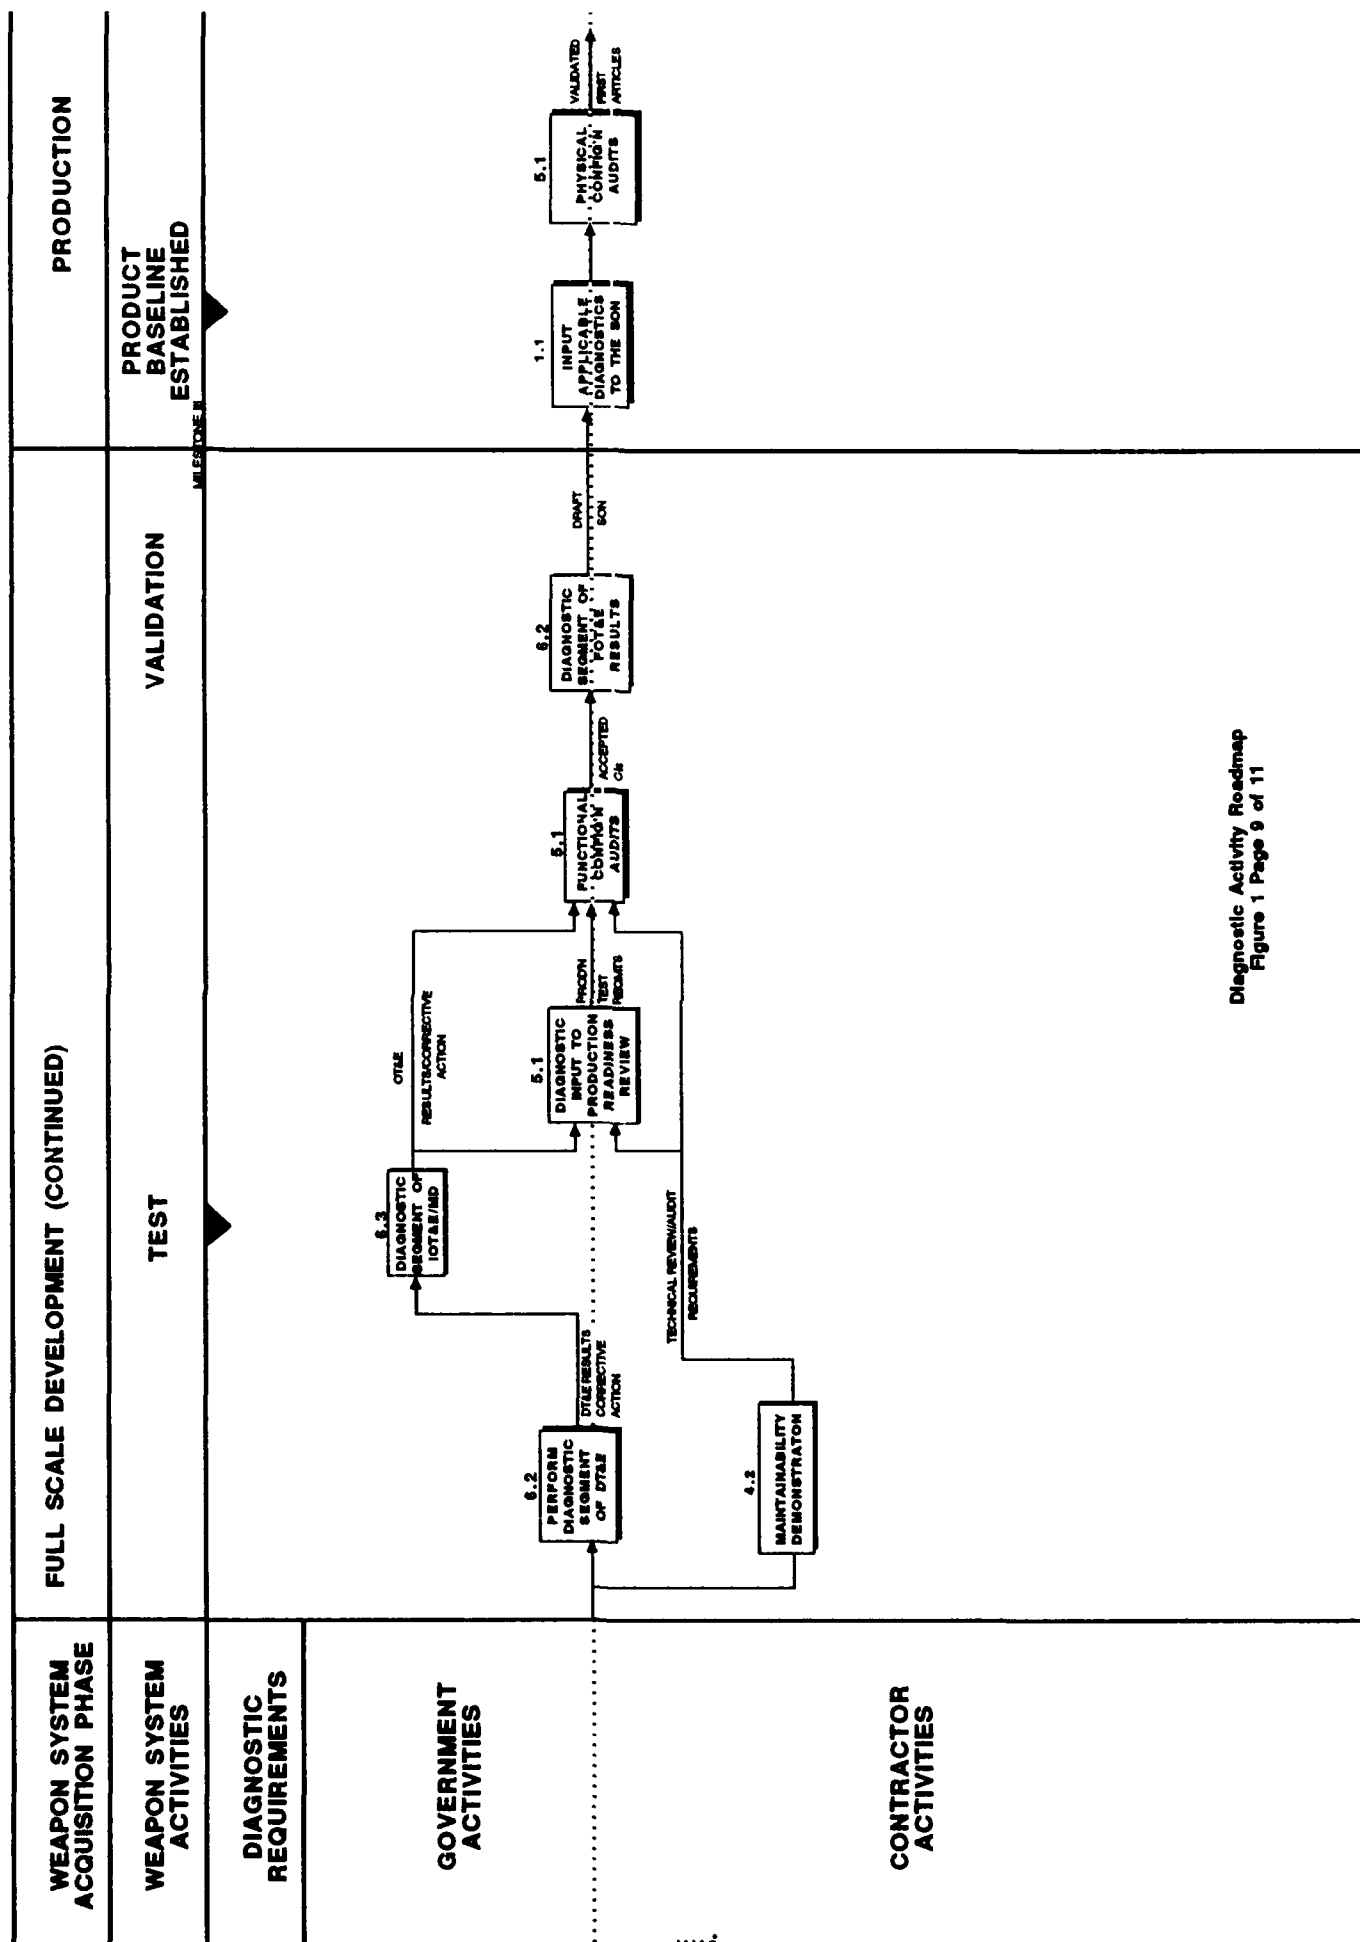 WEAPON SYSTEM
ACQUISITION PHASE
FULL SCALE DEVELOPMENT (CONTINUED)
PRODUCTION
WEAPON SYSTEM
ACTIVITIES
TEST
VALIDATION
PRODUCT
BASELINE
ESTABLISHED
MILESTONE III
DIAGNOSTIC
REQUIREMENTS
GOVERNMENT
ACTIVITIES
CONTRACTOR
ACTIVITIES
6.2
PERFORM
DIAGNOSTIC
SEGMENT
OF DT&E
DT&E RESULTS
CORRECTIVE
ACTION
4.2
MAINTAINABILITY
DEMONSTRATON
TECHNICAL REVIEW/AUDIT
REQUIREMENTS
6.3
DIAGNOSTIC
SEGMENT OF
IOT&E/MD
OT&E
RESULTS/CORRECTIVE
ACTION
5.1
DIAGNOSTIC
INPUT TO
PRODUCTION
READINESS
REVIEW
PROD'N
TEST
REQMTS
5.1
FUNCTIONAL
CONFIG'N
AUDITS
ACCEPTED
CIs
6.2
DIAGNOSTIC
SEGMENT OF
FOT&E
RESULTS
DRAFT
SON
1.1
INPUT
APPLICABLE
DIAGNOSTICS
TO THE SON
5.1
PHYSICAL
CONFIG'N
AUDITS
VALIDATED
FIRST
ARTICLES
Diagnostic Activity Roadmap
Figure 1 Page 9 of 11